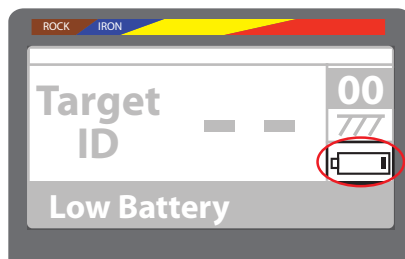 ROCK IRON
Target
ID
– –
00
Low Battery